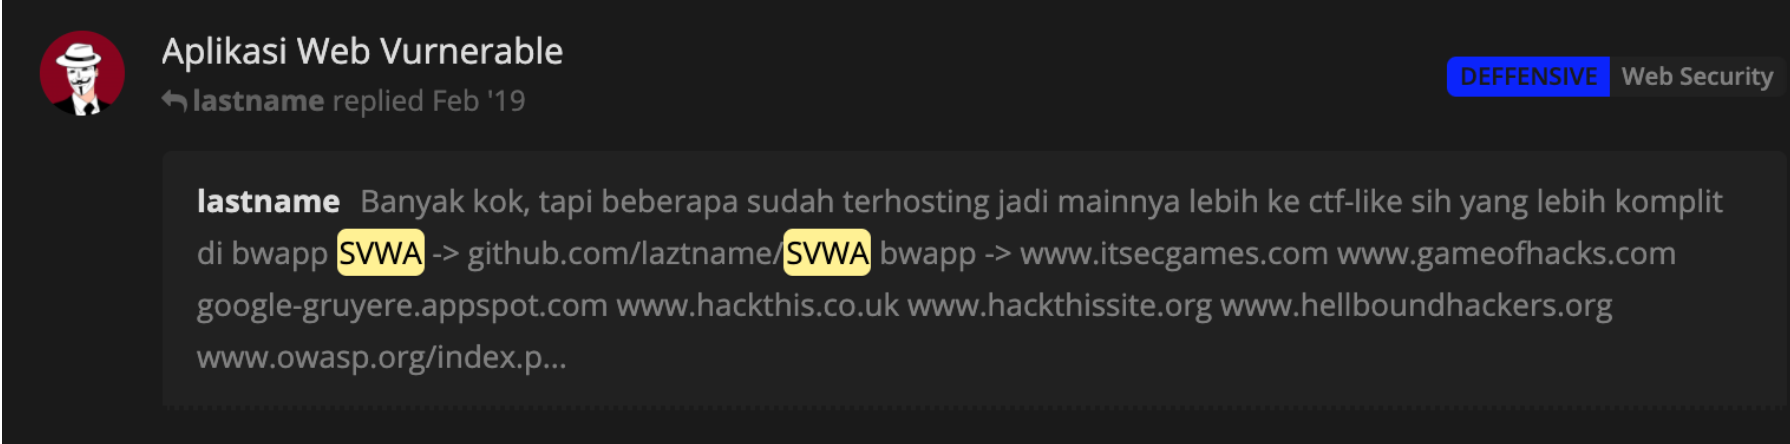 Aplikasi Web Vurnerable
lastname replied Feb '19
DEFFENSIVE Web Security
lastname Banyak kok, tapi beberapa sudah terhosting jadi mainnya lebih ke ctf-like sih yang lebih komplit
di bwapp SVWA -> github.com/laztname/SVWA bwapp -> www.itsecgames.com www.gameofhacks.com
google-gruyere.appspot.com www.hackthis.co.uk www.hackthissite.org www.hellboundhackers.org
www.owasp.org/index.p...